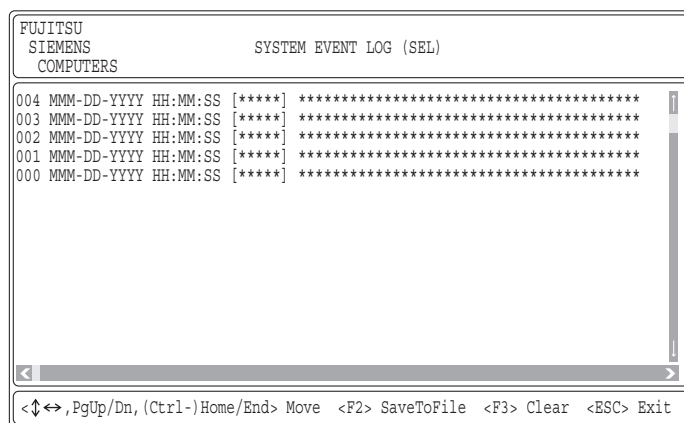 FUJITSU
SIEMENS SYSTEM EVENT LOG (SEL)
COMPUTERS
004 MMM-DD-YYYY HH:MM:SS [*****] ****************************************
003 MMM-DD-YYYY HH:MM:SS [*****] ****************************************
002 MMM-DD-YYYY HH:MM:SS [*****] ****************************************
001 MMM-DD-YYYY HH:MM:SS [*****] ****************************************
000 MMM-DD-YYYY HH:MM:SS [*****] ****************************************
<↕↔,PgUp/Dn,(Ctrl-)Home/End> Move <F2> SaveToFile <F3> Clear <ESC> Exit